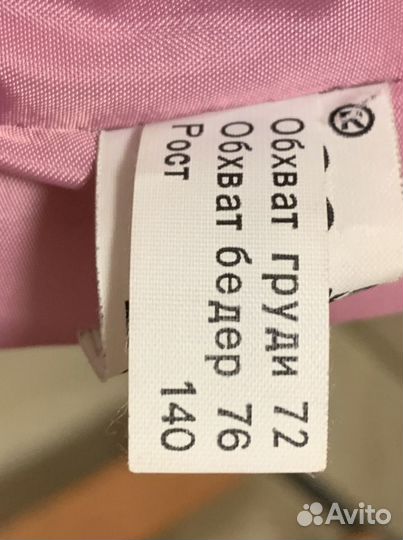 Обхват груди 72
Обхват бедер 76
Рост 140
Avito